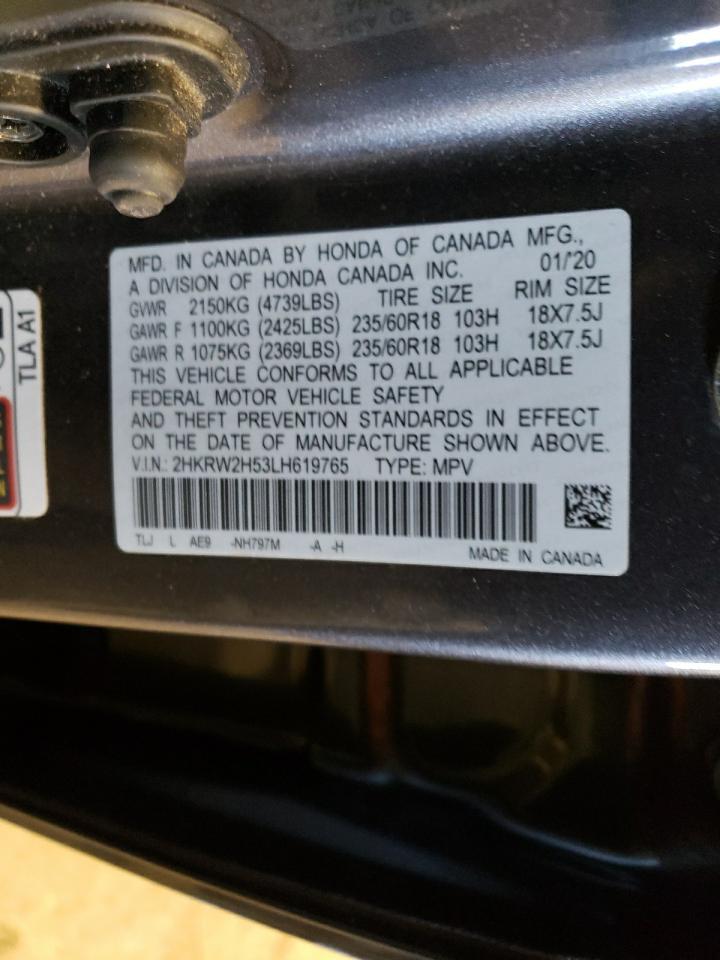 MFD. IN CANADA BY HONDA OF CANADA MFG.,
A DIVISION OF HONDA CANADA INC. 01/'20
GVWR 2150KG (4739LBS) TIRE SIZE RIM SIZE
GAWR F 1100KG (2425LBS) 235/60R18 103H 18X7.5J
GAWR R 1075KG (2369LBS) 235/60R18 103H 18X7.5J
THIS VEHICLE CONFORMS TO ALL APPLICABLE
FEDERAL MOTOR VEHICLE SAFETY
AND THEFT PREVENTION STANDARDS IN EFFECT
ON THE DATE OF MANUFACTURE SHOWN ABOVE.
V.I.N.: 2HKRW2H53LH619765 TYPE: MPV
TLJ L AE9 -NH797M -A -H
MADE IN CANADA
TLA A1